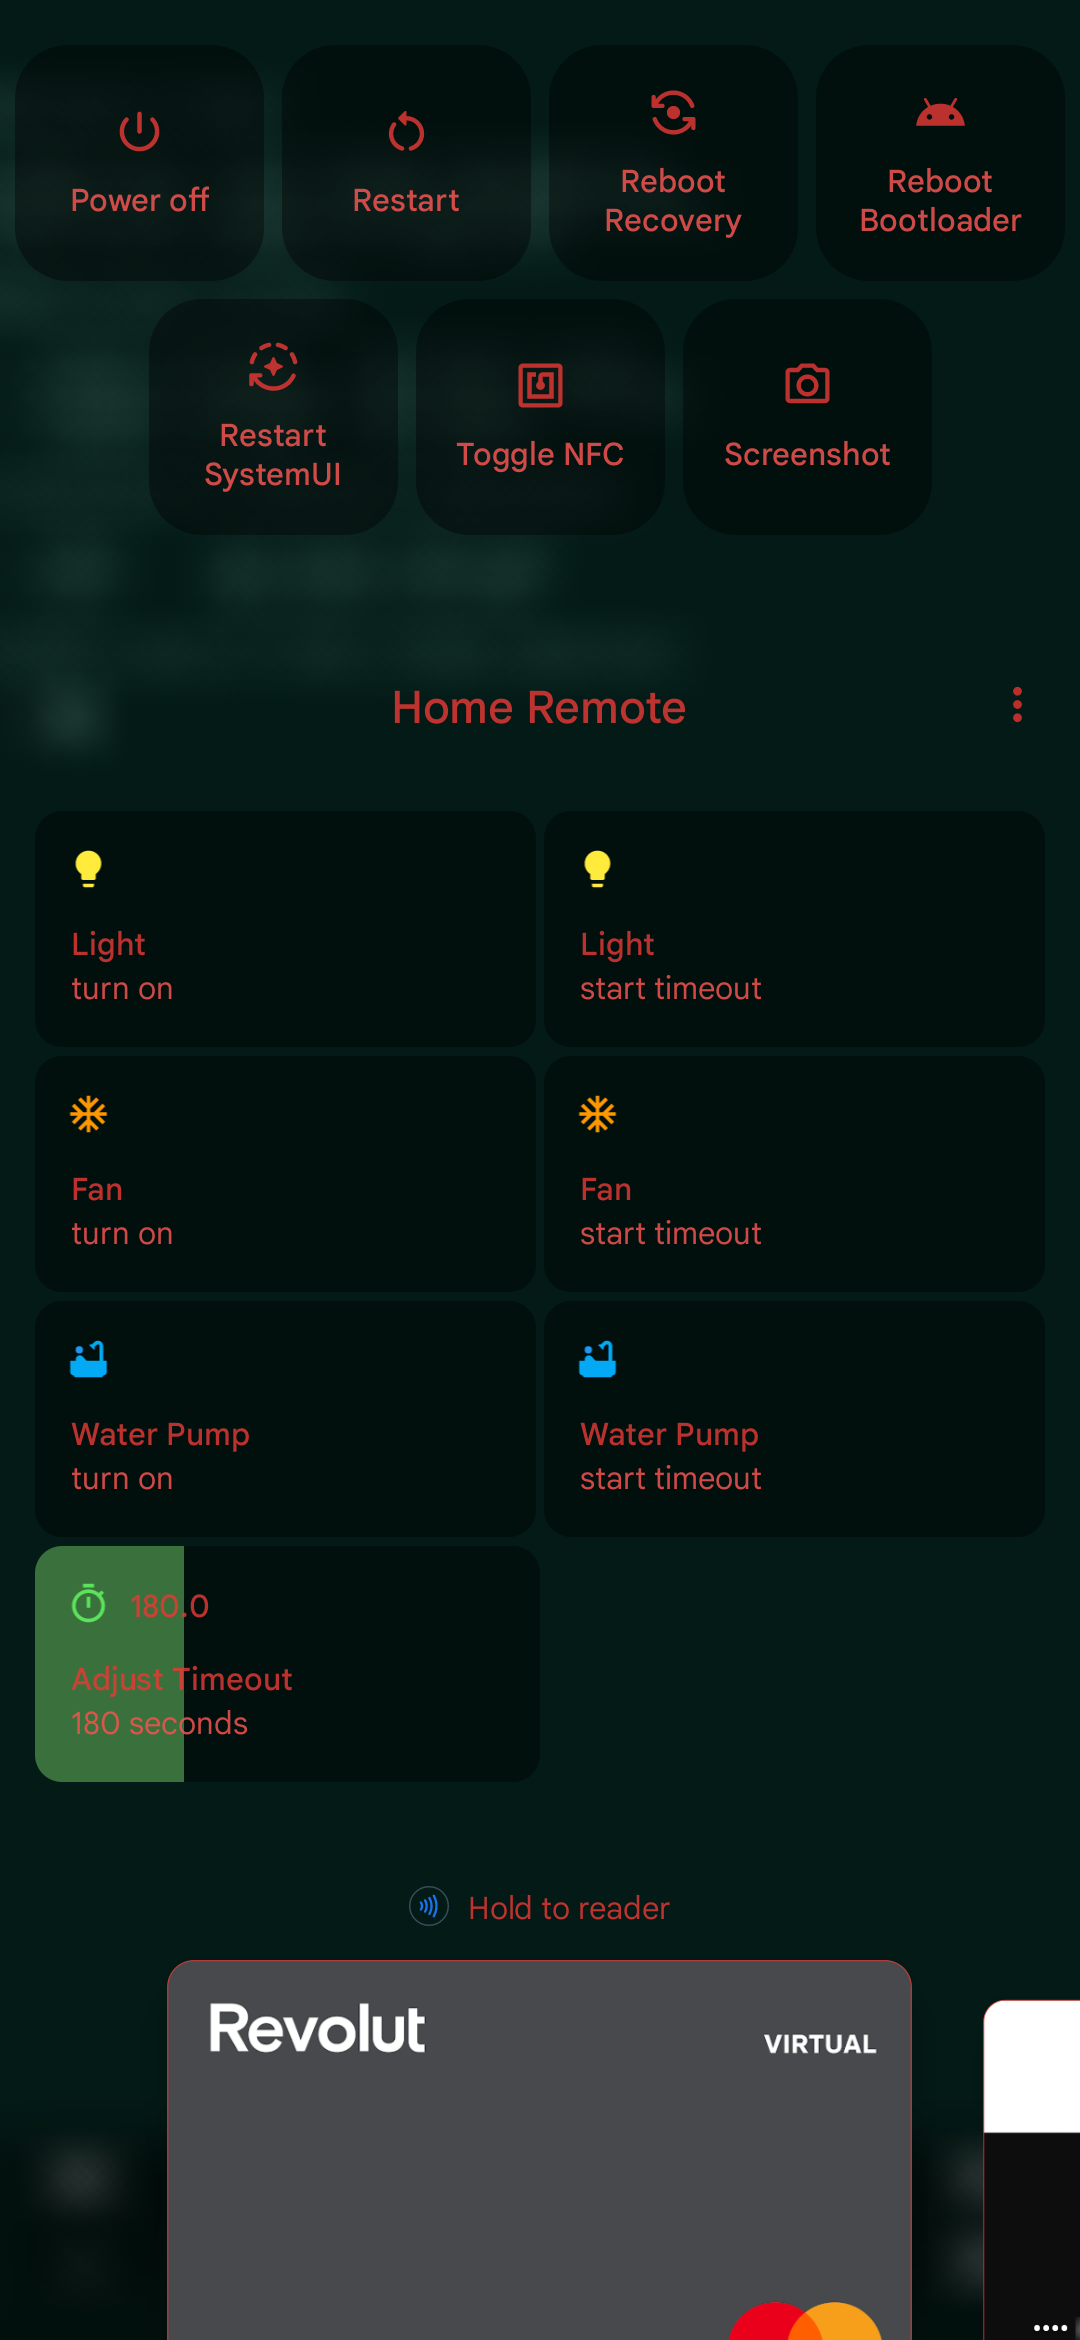 Power off
Restart
Reboot
Recovery
Reboot
Bootloader
Restart
SystemUI
Toggle NFC
Screenshot
Home Remote
Light
turn on
Light
start timeout
Fan
turn on
Fan
start timeout
Water Pump
turn on
Water Pump
start timeout
180.0
Adjust Timeout
180 seconds
Hold to reader
Revolut
VIRTUAL
••••